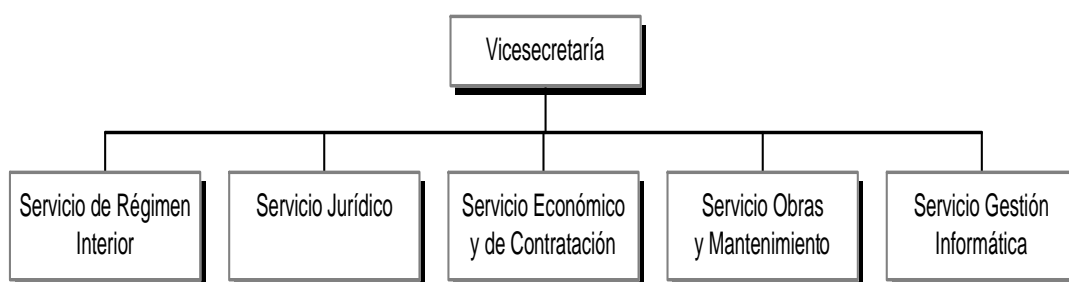 Vicesecretaría
Servicio de Régimen
Interior
Servicio Jurídico
Servicio Económico
y de Contratación
Servicio Obras
y Mantenimiento
Servicio Gestión
Informática